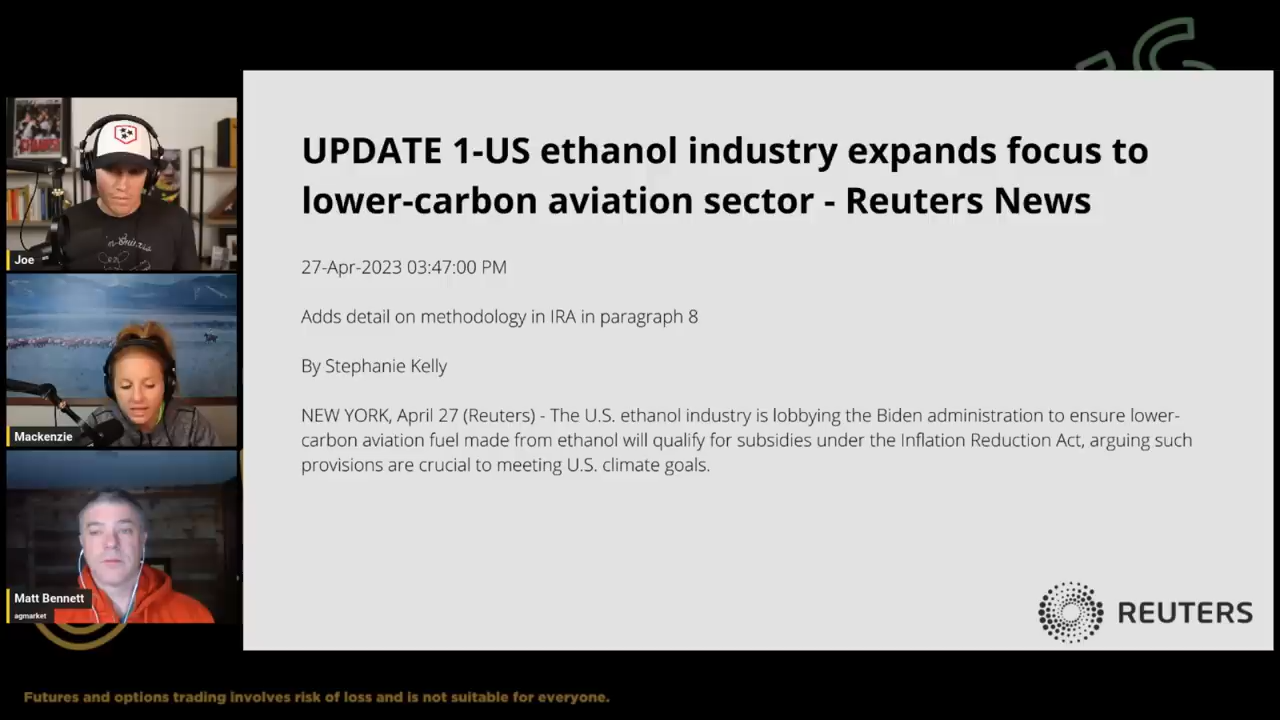 UPDATE 1-US ethanol industry expands focus to
lower-carbon aviation sector - Reuters News
27-Apr-2023 03:47:00 PM
Adds detail on methodology in IRA in paragraph 8
By Stephanie Kelly
NEW YORK, April 27 (Reuters) - The U.S. ethanol industry is lobbying the Biden administration to ensure lower-
carbon aviation fuel made from ethanol will qualify for subsidies under the Inflation Reduction Act, arguing such
provisions are crucial to meeting U.S. climate goals.
REUTERS
Joe
Mackenzie
Matt Bennett
agmarket
Futures and options trading involves risk of loss and is not suitable for everyone.